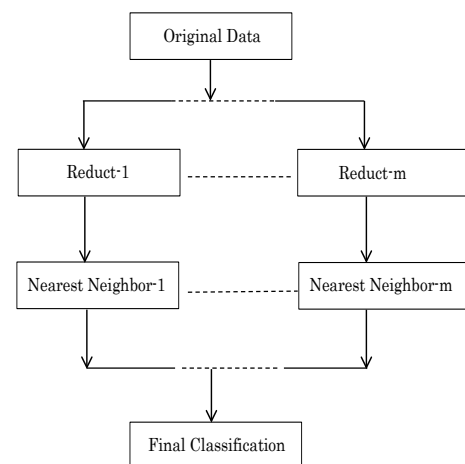 Original Data
Reduct-1
Reduct-m
Nearest Neighbor-1
Nearest Neighbor-m
Final Classification